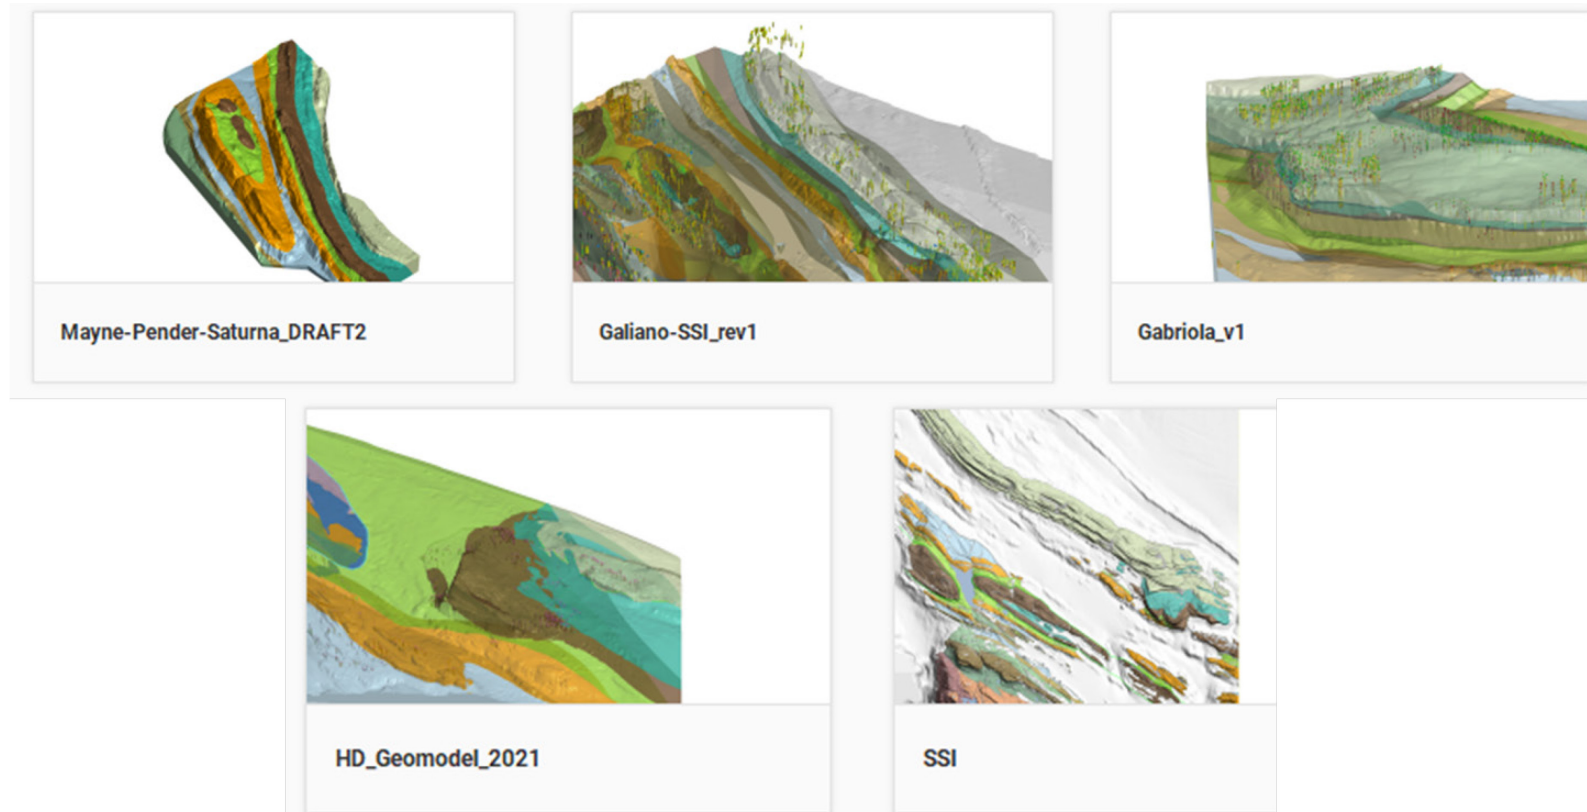 Mayne-Pender-Saturna_DRAFT2
Galiano-SSI_rev1
Gabriola_v1
HD_Geomodel_2021
SSI